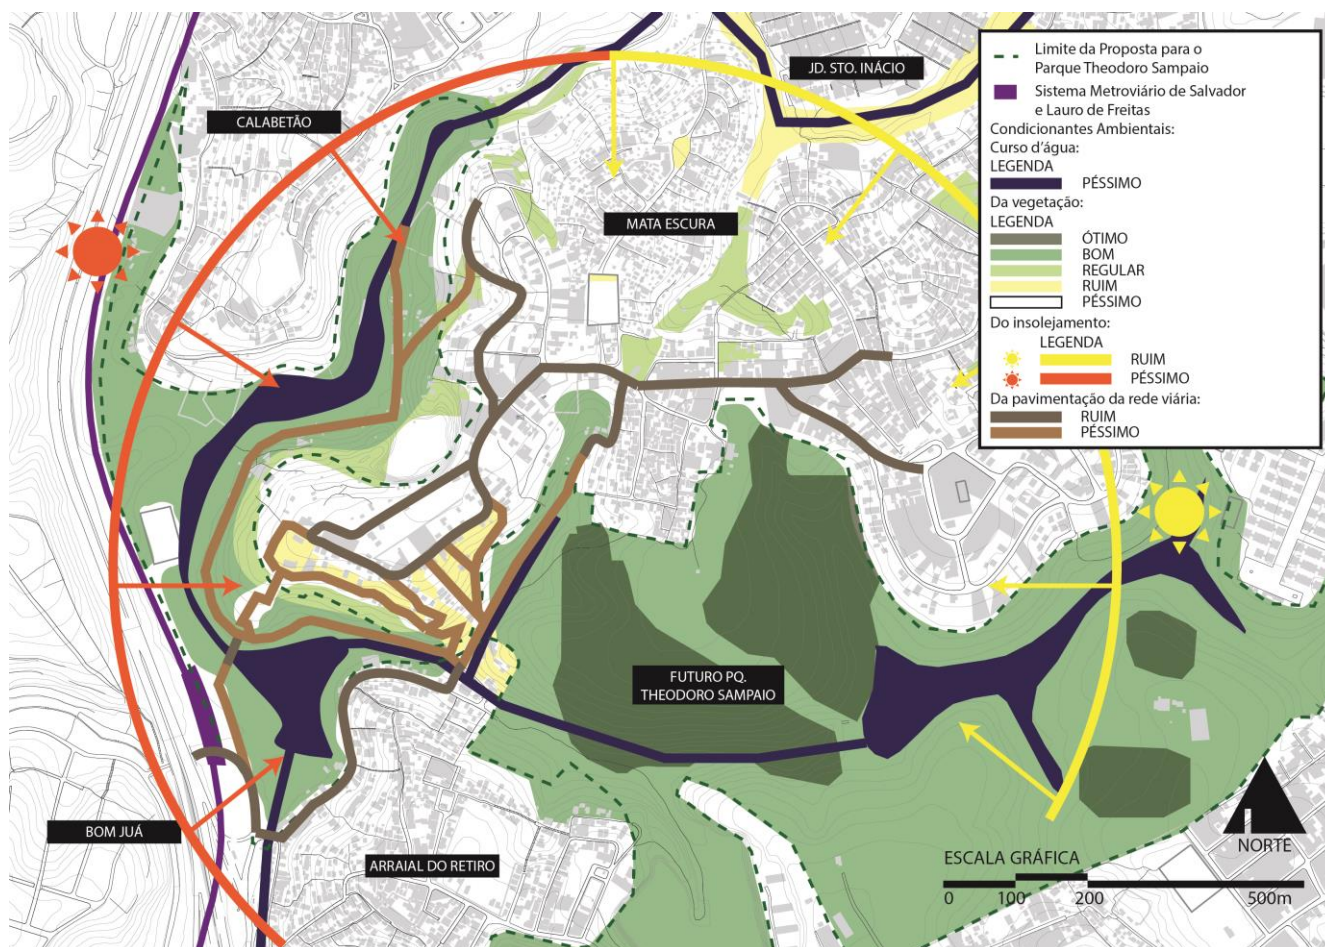 JD. STO. INÁCIO
CALABETÃO
MATA ESCURA
FUTURO PQ.
THEODORO SAMPAIO
BOM JUÁ
ARRAIAL DO RETIRO
Limite da Proposta para o
Parque Theodoro Sampaio
Sistema Metroviário de Salvador
e Lauro de Freitas
Condicionantes Ambientais:
Curso d'água:
LEGENDA
PÉSSIMO
Da vegetação:
LEGENDA
ÓTIMO
BOM
REGULAR
RUIM
PÉSSIMO
Do insolejamento:
LEGENDA
RUIM
PÉSSIMO
Da pavimentação da rede viária:
RUIM
PÉSSIMO
NORTE
ESCALA GRÁFICA
0 100 200 500m